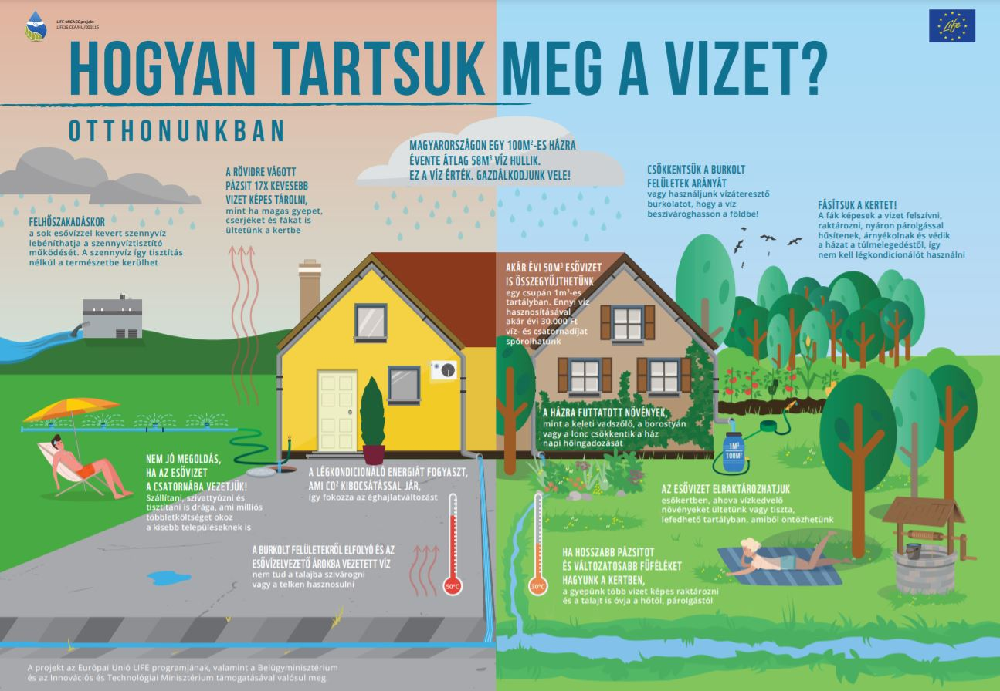 LIFE-MICACC projekt
LIFE16 CCA/HU/000115
Life
HOGYAN TARTSUK MEG A VIZET?
OTTHONUNKBAN
MAGYARORSZÁGON EGY 100M²-ES HÁZRA
ÉVENTE ÁTLAG 58M³ VÍZ HULLIK.
EZ A VÍZ ÉRTÉK. GAZDÁLKODJUNK VELE!
FELHŐSZAKADÁSKOR
a sok esővízzel kevert szennyvíz
lebéníthatja a szennyvíztisztító
működését. A szennyvíz így tisztítás
nélkül a természetbe kerülhet
A RÖVIDRE VÁGOTT
PÁZSIT 17X KEVESEBB
VIZET KÉPES TÁROLNI,
mint ha magas gyepet,
cserjéket és fákat is
ültetünk a kertbe
CSÖKKENTSÜK A BURKOLT
FELÜLETEK ARÁNYÁT
vagy használjunk vízáteresztő
burkolatot, hogy a víz
beszivároghasson a földbe!
FÁSÍTSUK A KERTET!
A fák képesek a vizet felszívni,
raktározni, nyáron párolgással
hűsítenek, árnyékolnak és védik
a házat a túlmelegedéstől, így
nem kell légkondicionálót használni
AKÁR ÉVI 50M³ ESŐVIZET
IS ÖSSZEGYŰJTHETÜNK
egy csupán 1m³-es
tartályban. Ennyi víz
hasznosításával
akár évi 30.000 Ft
víz- és csatornadíjat
spórolhatunk
A HÁZRA FUTTATOTT NÖVÉNYEK,
mint a keleti vadszőlő, a borostyán
vagy a lonc csökkentik a ház
napi hőingadozását
1M³
100M²
NEM JÓ MEGOLDÁS,
HA AZ ESŐVIZET
A CSATORNÁBA VEZETJÜK!
Szállítani, szivattyúzni és
tisztítani is drága, ami milliós
többletköltséget okoz
a kisebb településeknek is
A LÉGKONDICIONÁLÓ ENERGIÁT FOGYASZT,
AMI CO² KIBOCSÁTÁSSAL JÁR,
így fokozza az éghajlatváltozást
AZ ESŐVIZET ELRAKTÁROZHATJUK
esőkertben, ahova vízkedvelő
növényeket ültetünk vagy tiszta,
lefedhető tartályban, amiből öntözhetünk
A BURKOLT FELÜLETEKRŐL ELFOLYÓ ÉS AZ
ESŐVÍZELVEZETŐ ÁROKBA VEZETETT VÍZ
nem tud a talajba szivárogni
vagy a telken hasznosulni
50°C
30°C
HA HOSSZABB PÁZSITOT
ÉS VÁLTOZATOSABB FŰFÉLÉKET
HAGYUNK A KERTBEN,
a gyepünk több vizet képes raktározni
és a talajt is óvja a hőtől, párolgástól
A projekt az Európai Unió LIFE programjának, valamint a Belügyminisztérium
és az Innovációs és Technológiai Minisztérium támogatásával valósul meg.